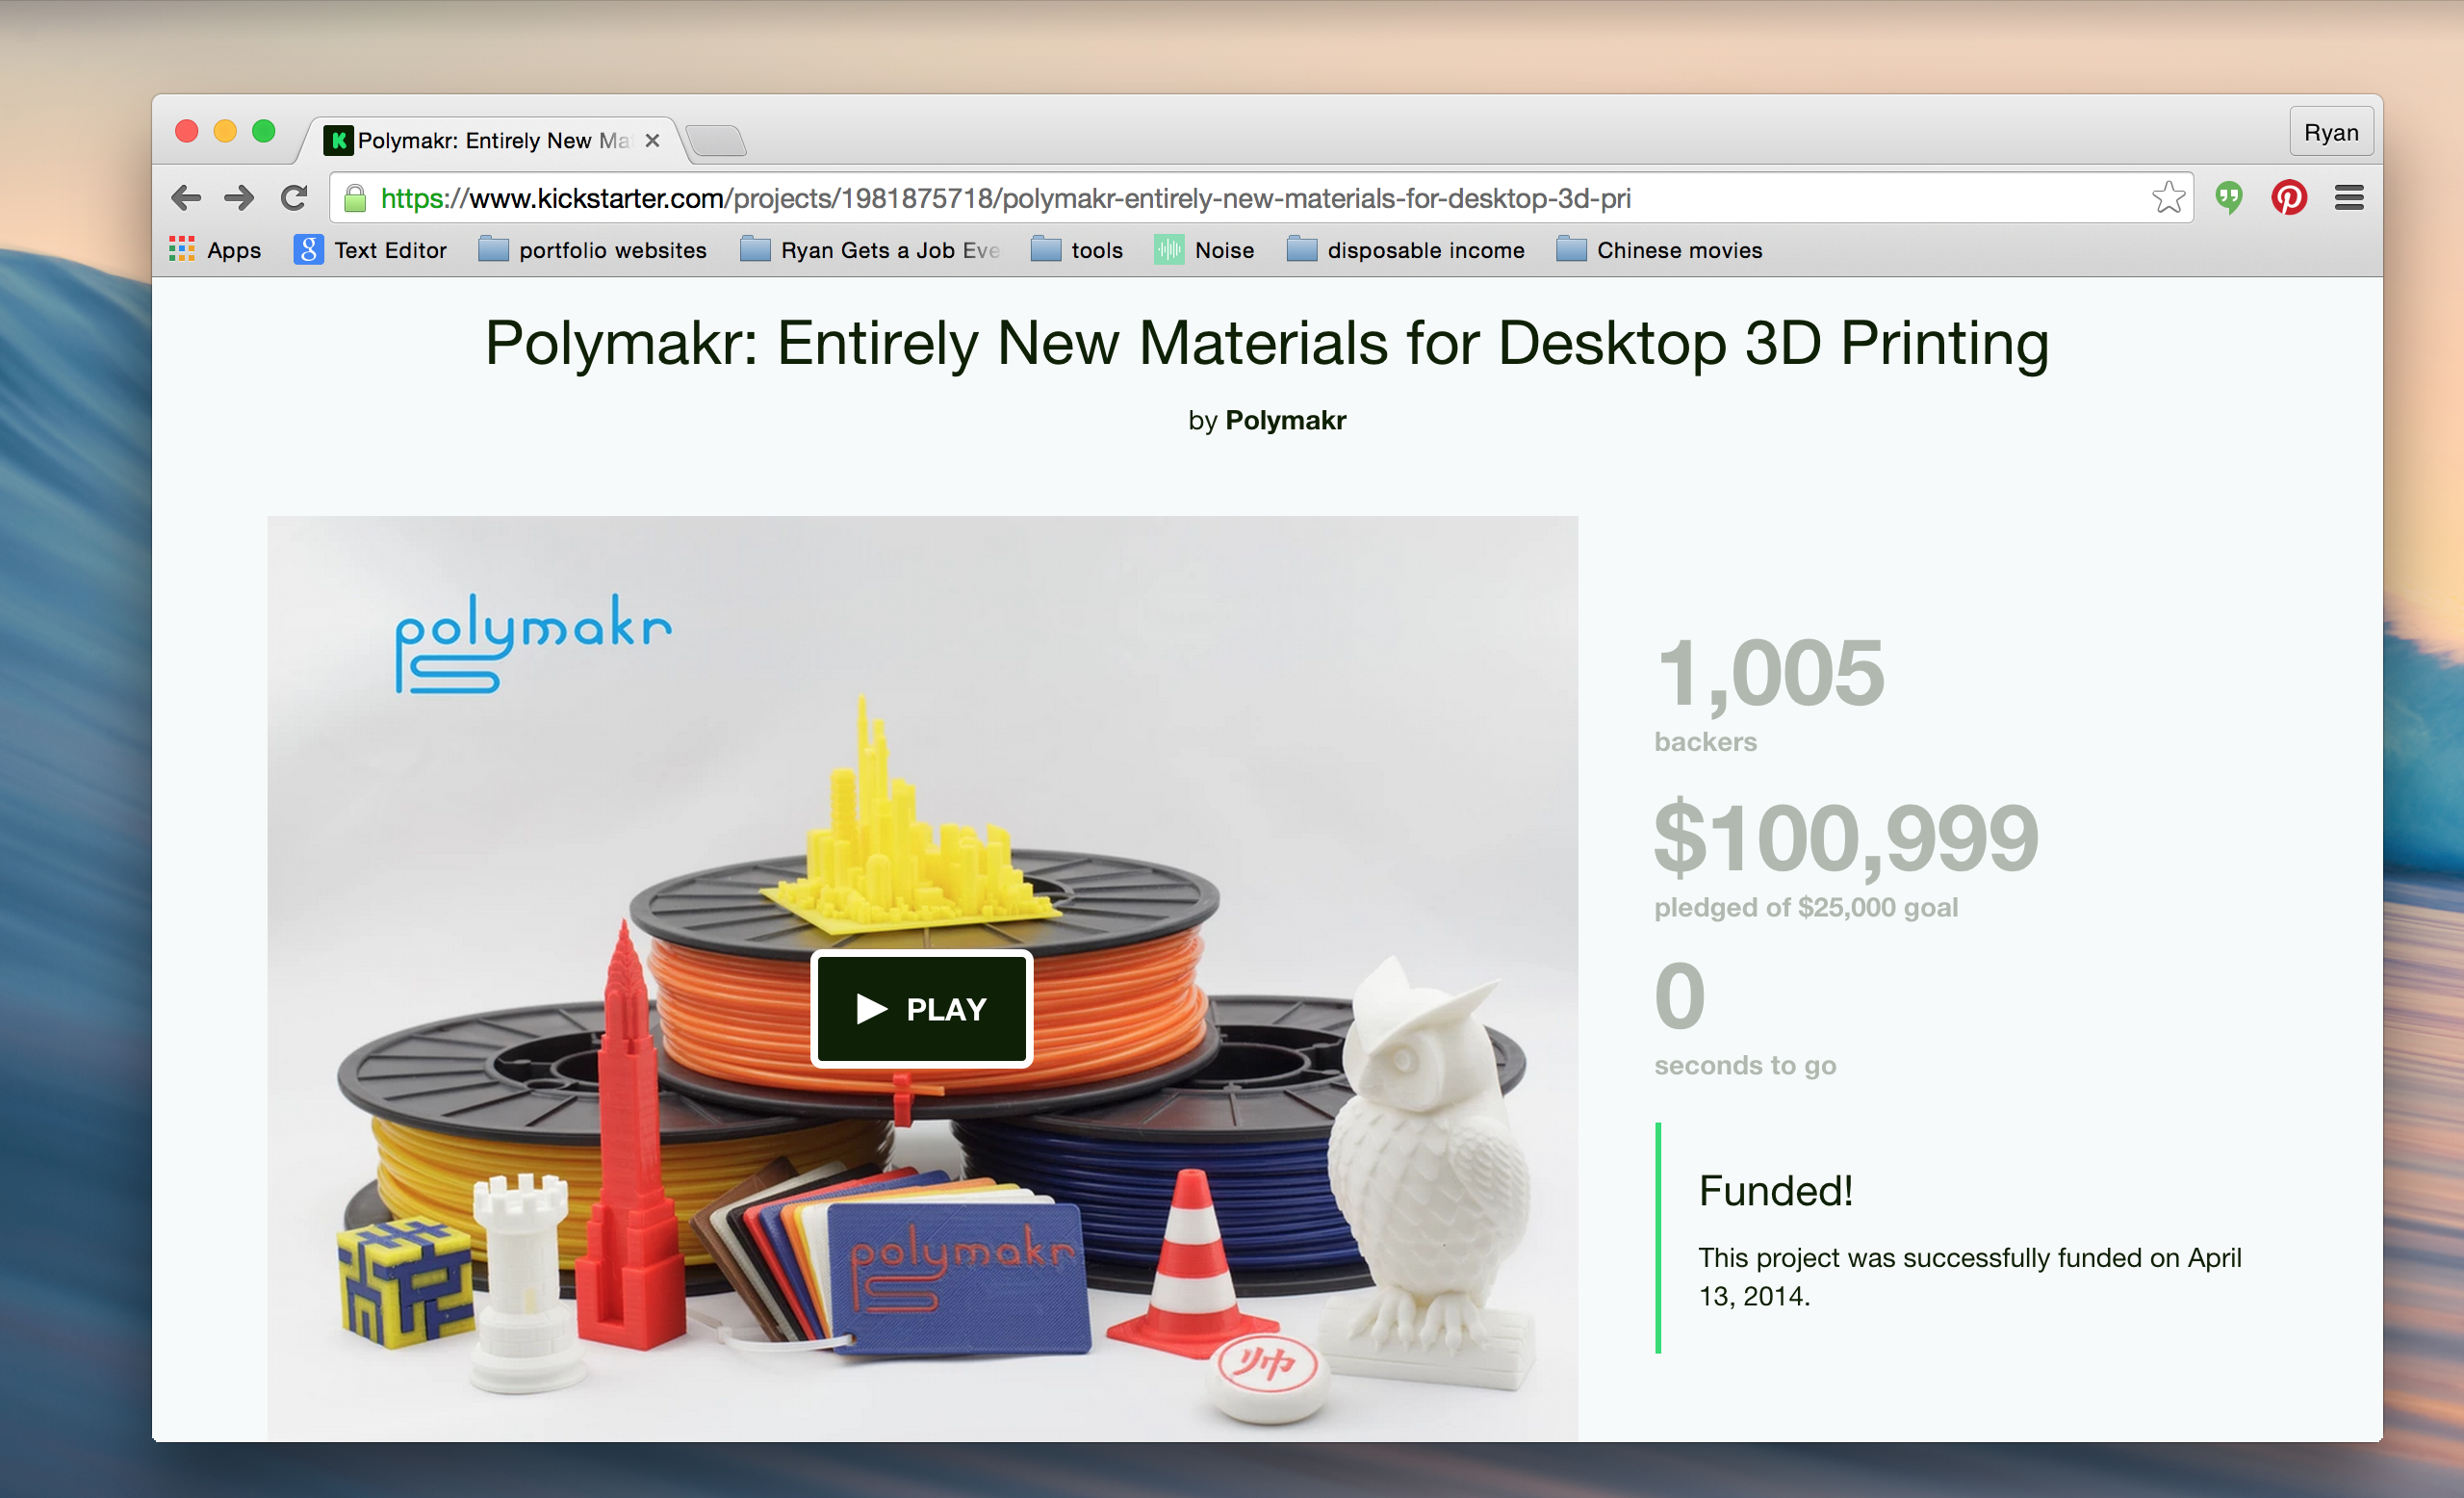 Polymakr: Entirely New Ma
Ryan
https://www.kickstarter.com/projects/1981875718/polymakr-entirely-new-materials-for-desktop-3d-pri
Apps
Text Editor
portfolio websites
Ryan Gets a Job Eve
tools
Noise
disposable income
Chinese movies
Polymakr: Entirely New Materials for Desktop 3D Printing
by Polymakr
polymakr
PLAY
polymakr
帅
1,005
backers
$100,999
pledged of $25,000 goal
0
seconds to go
Funded!
This project was successfully funded on April
13, 2014.